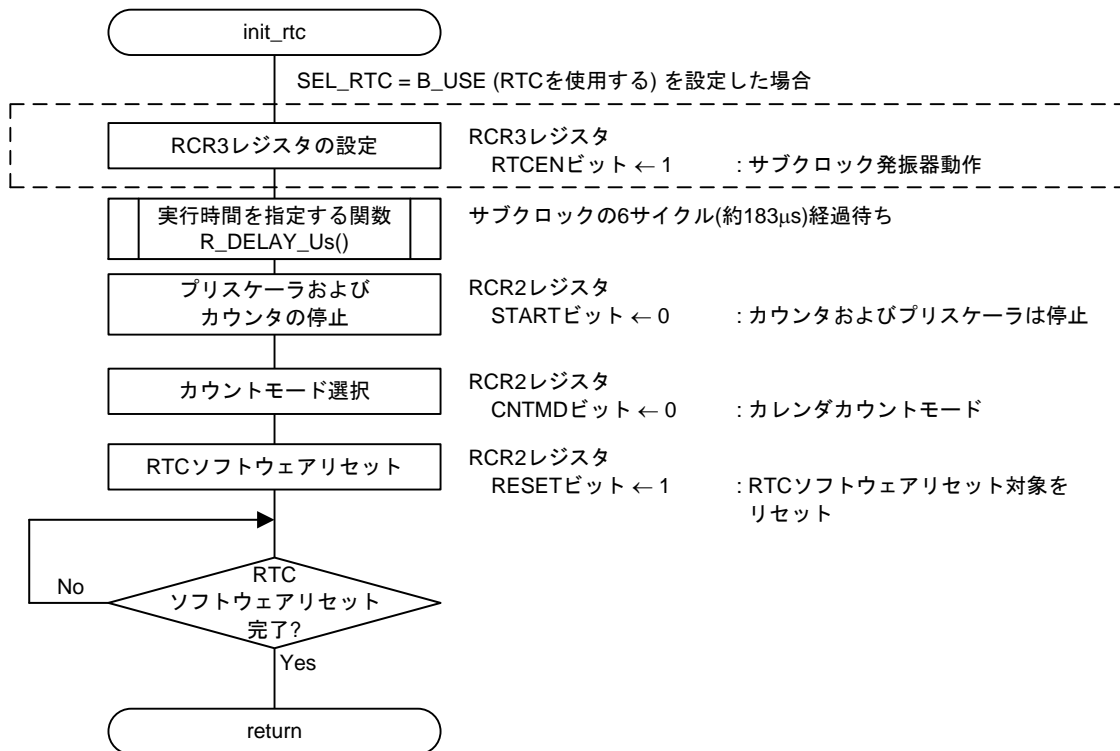 init_rtc
SEL_RTC = B_USE (RTCを使用する) を設定した場合
RCR3レジスタの設定
RCR3レジスタ
RTCENビット ← 1 : サブクロック発振器動作
実行時間を指定する関数
R_DELAY_Us()
サブクロックの6サイクル(約183μs)経過待ち
プリスケーラおよび
カウンタの停止
RCR2レジスタ
STARTビット ← 0 : カウンタおよびプリスケーラは停止
カウントモード選択
RCR2レジスタ
CNTMDビット ← 0 : カレンダカウントモード
RTCソフトウェアリセット
RCR2レジスタ
RESETビット ← 1 : RTCソフトウェアリセット対象を
リセット
No
RTC
ソフトウェアリセット
完了?
Yes
return